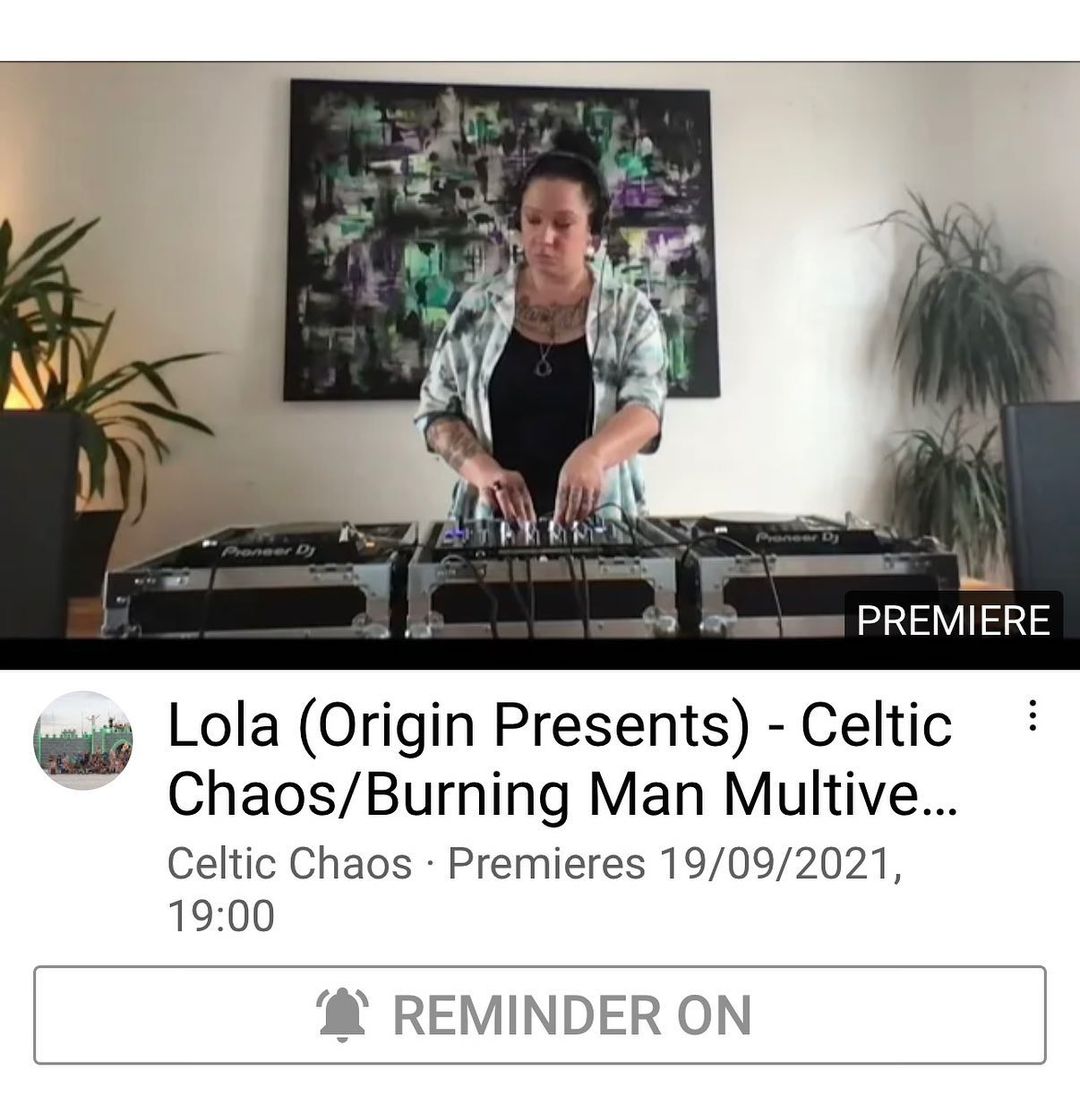 Pioneer Dj
Pioneer Dj
PREMIERE
Lola (Origin Presents) - Celtic
Chaos/Burning Man Multive...
Celtic Chaos · Premieres 19/09/2021,
19:00
REMINDER ON